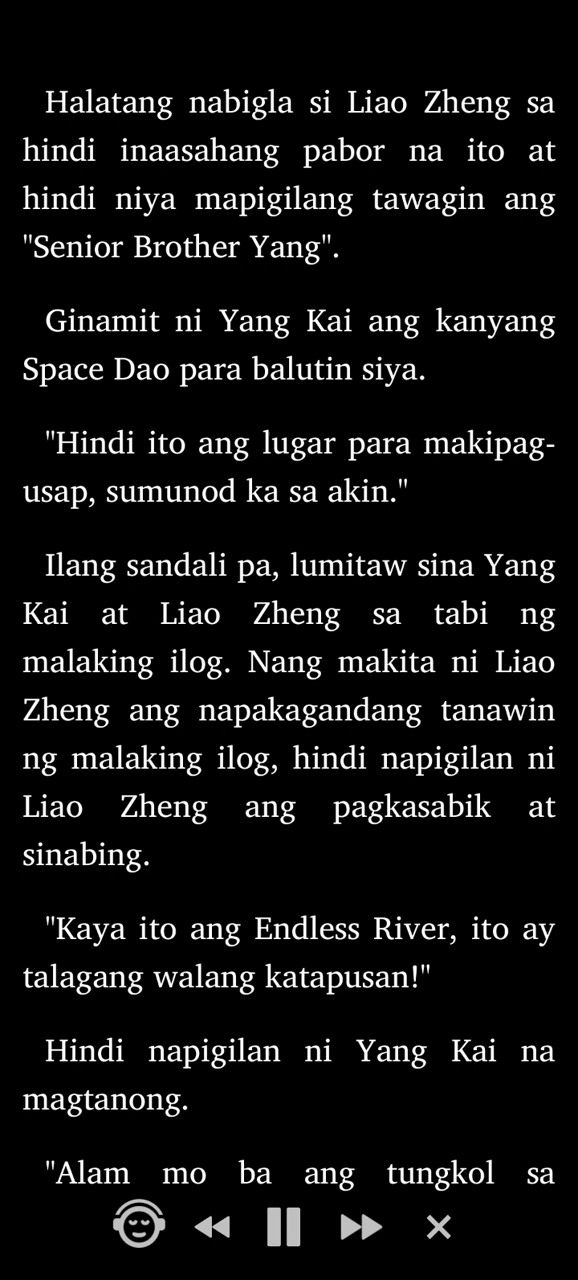 Halatang nabigla si Liao Zheng sa
hindi inaasahang pabor na ito at
hindi niya mapigilang tawagin ang
"Senior Brother Yang".
Ginamit ni Yang Kai ang kanyang
Space Dao para balutin siya.
"Hindi ito ang lugar para makipag-
usap, sumunod ka sa akin."
Ilang sandali pa, lumitaw sina Yang
Kai at Liao Zheng sa tabi ng
malaking ilog. Nang makita ni Liao
Zheng ang napakagandang tanawin
ng malaking ilog, hindi napigilan ni
Liao Zheng ang pagkasabik at
sinabing.
"Kaya ito ang Endless River, ito ay
talagang walang katapusan!"
Hindi napigilan ni Yang Kai na
magtanong.
"Alam mo ba ang tungkol sa